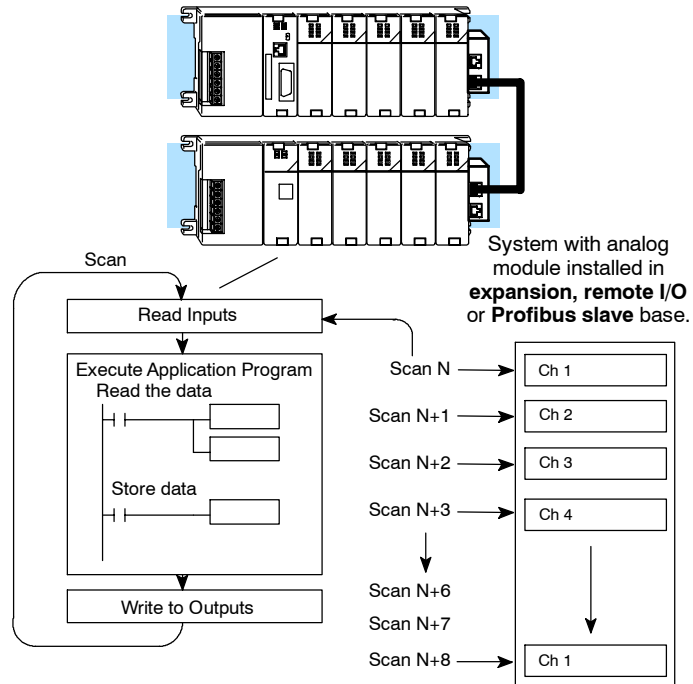 System with analog
module installed in
expansion, remote I/O
or Profibus slave base.
Scan
Read Inputs
Execute Application Program
Read the data
Store data
Write to Outputs
Scan N
Ch 1
Scan N+1
Ch 2
Scan N+2
Ch 3
Scan N+3
Ch 4
Scan N+6
Scan N+7
Scan N+8
Ch 1